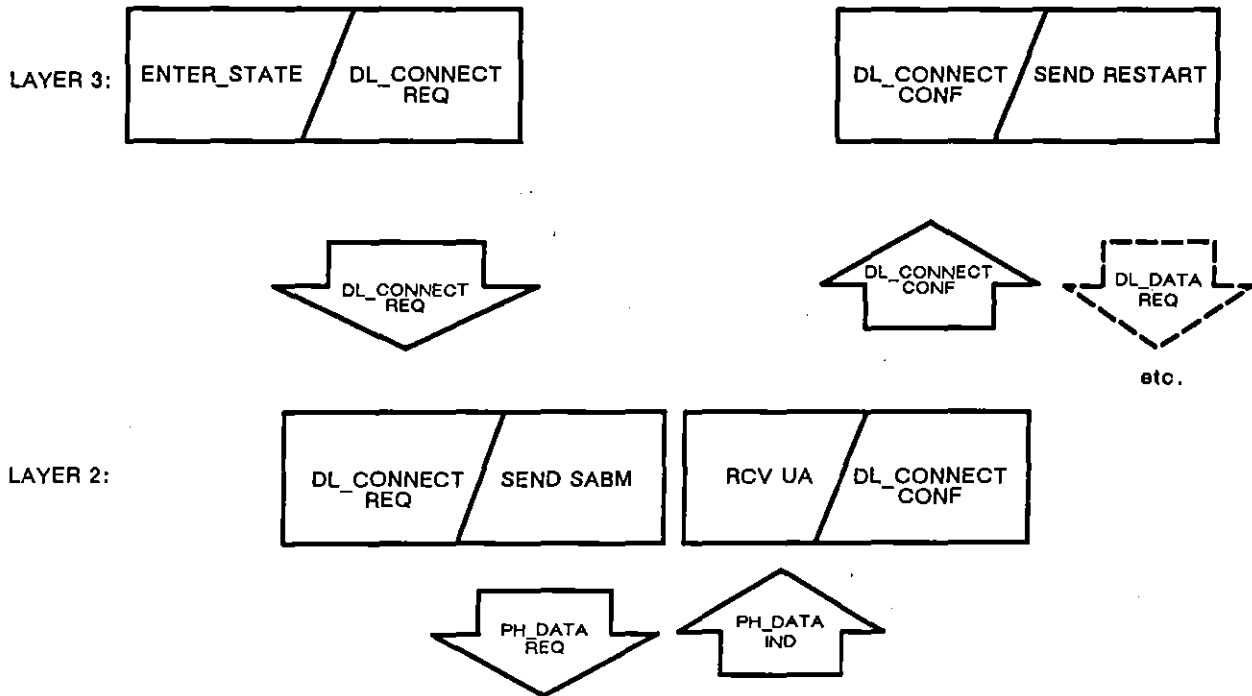 LAYER 3:
ENTER_STATE
DL_CONNECT
REQ
DL_CONNECT
CONF
SEND RESTART
DL_CONNECT
REQ
DL_CONNECT
CONF
DL_DATA
REQ
etc.
LAYER 2:
DL_CONNECT
REQ
SEND SABM
RCV UA
DL_CONNECT
CONF
PH_DATA
REQ
PH_DATA
IND